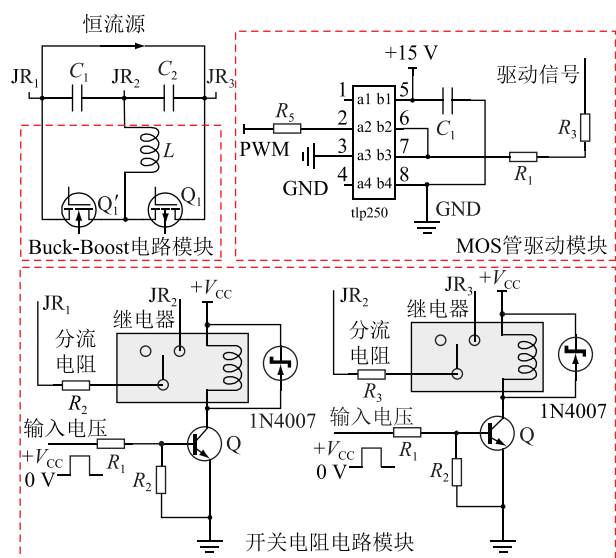 恒流源
JR₁ C₁ JR₂ C₂ JR₃
L
Q₁′ Q₁
Buck-Boost电路模块
+15 V
驱动信号
1 a1 b1 5
2 a2 b2 6
3 a3 b3 7
4 a4 b4 8
R₅
PWM
GND
C₁
R₃
R₁
GND
tlp250
MOS管驱动模块
JR₁
JR₂
+V_CC
继电器
分流
电阻
R₂
1N4007
输入电压
+V_CC
0 V
R₁
R₂
Q
JR₂
JR₃
+V_CC
继电器
分流
电阻
R₃
1N4007
输入电压
+V_CC
0 V
R₁
R₂
Q
开关电阻电路模块